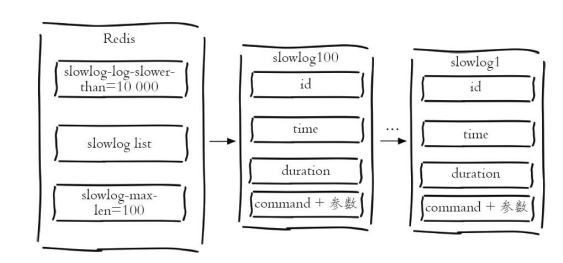 Redis
slowlog-log-slower-
than=10 000
slowlog list
slowlog-max-
len=100
slowlog100
id
time
duration
command + 参数
...
slowlog1
id
time
duration
command + 参数